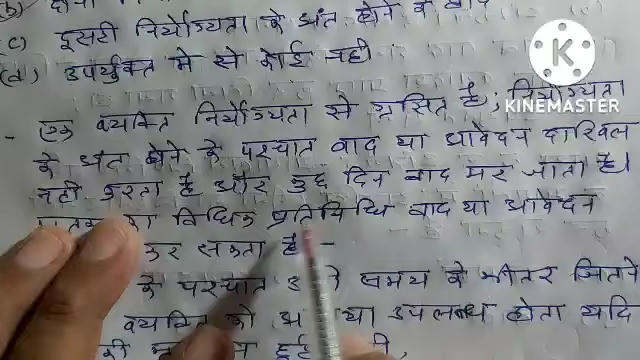 (b)
(c) दूसरी निर्योग्यता के अंत होने के बाद
(d) उपर्युक्त में से कोई नही
KINEMASTER
- एक व्यक्ति निर्योग्यता से ग्रसित है; निर्योग्यता
के अंत होने के पश्चात वाद या आवेदन दाखिल
नही करता है और कुछ दिन बाद मर जाता है।
का विधिक प्रतिनिधि वाद या आवेदन
कर सकता है -
के पश्चात समय के भीतर जितने
व्यक्ति को उपलब्ध होता यदि